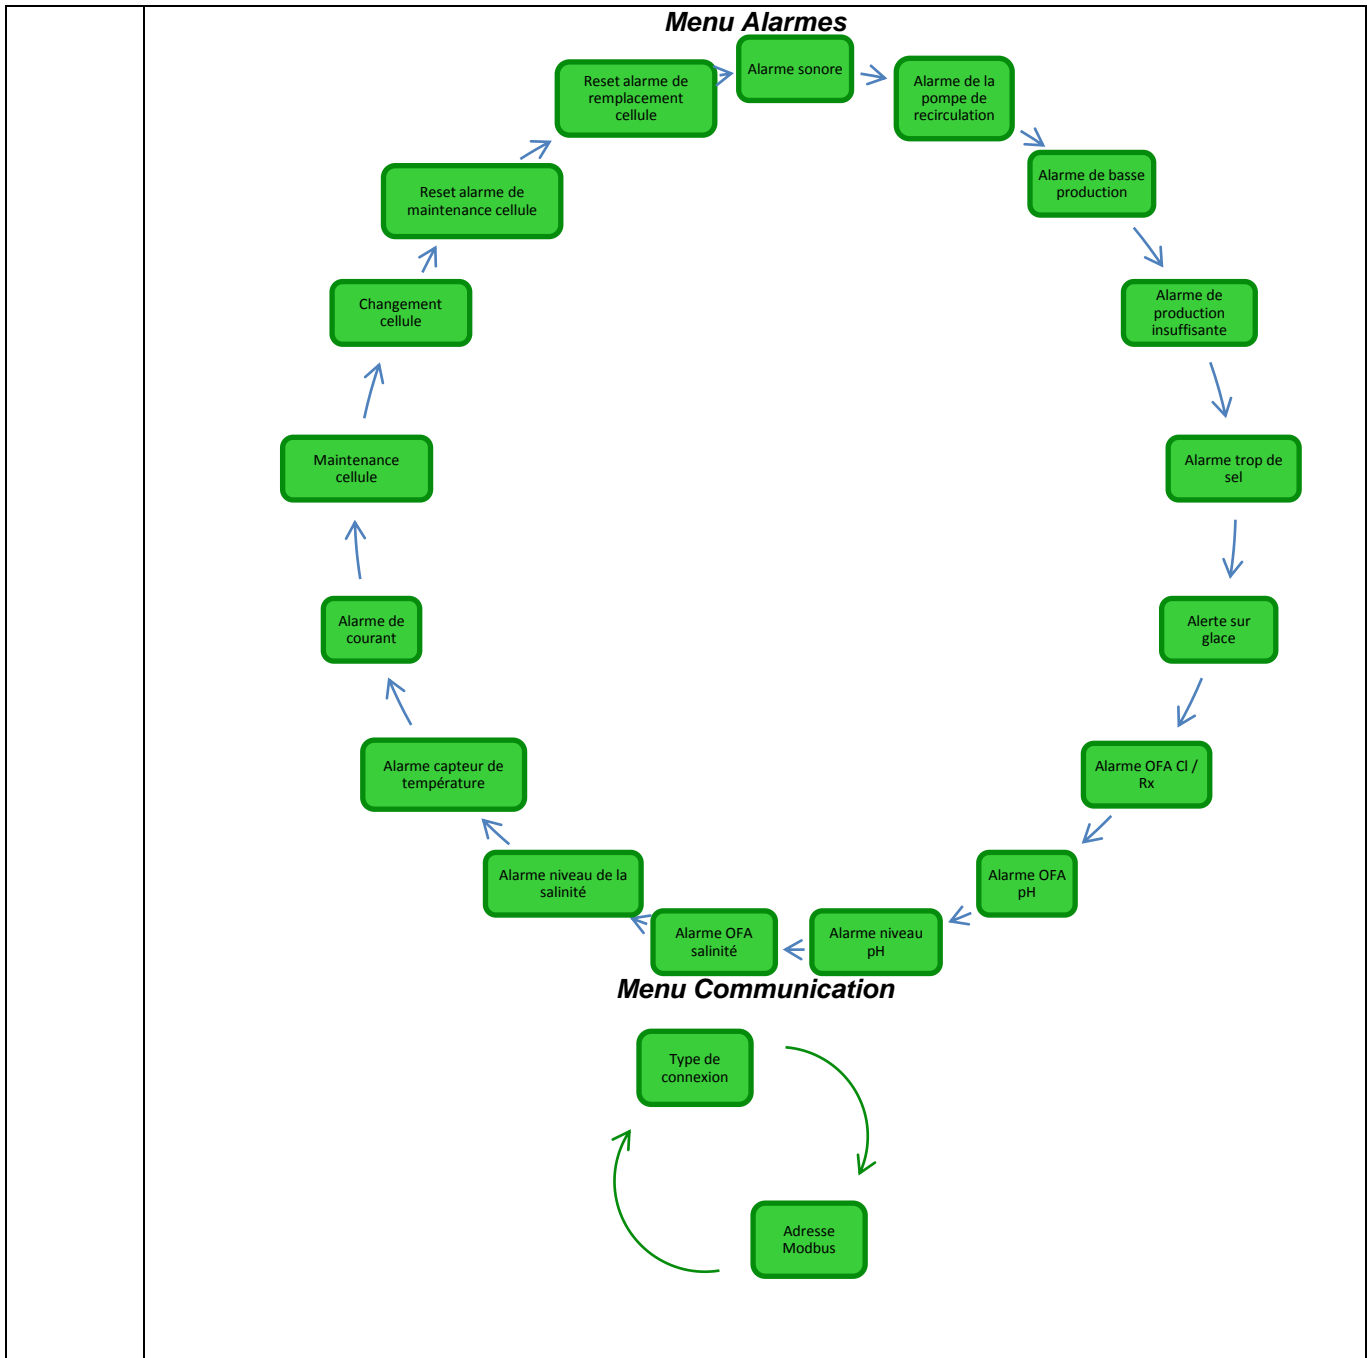 Menu Alarmes
Alarme sonore
Alarme de la
pompe de
recirculation
Alarme de basse
production
Alarme de
production
insuffisante
Alarme trop de
sel
Alerte sur
glace
Alarme OFA Cl /
Rx
Alarme OFA
pH
Alarme niveau
pH
Alarme OFA
salinité
Alarme niveau de la
salinité
Alarme capteur de
température
Alarme de
courant
Maintenance
cellule
Changement
cellule
Reset alarme de
maintenance cellule
Reset alarme de
remplacement
cellule
Menu Communication
Type de
connexion
Adresse
Modbus